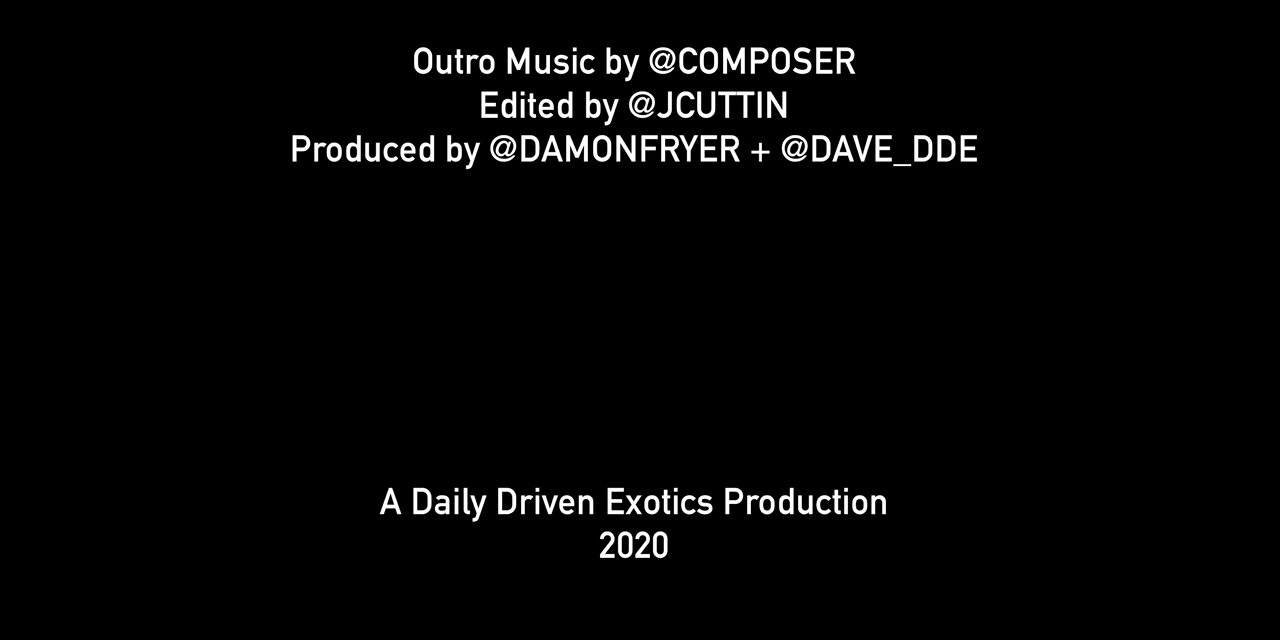 Outro Music by @COMPOSER
Edited by @JCUTTIN
Produced by @DAMONFRYER + @DAVE_DDE
A Daily Driven Exotics Production
2020